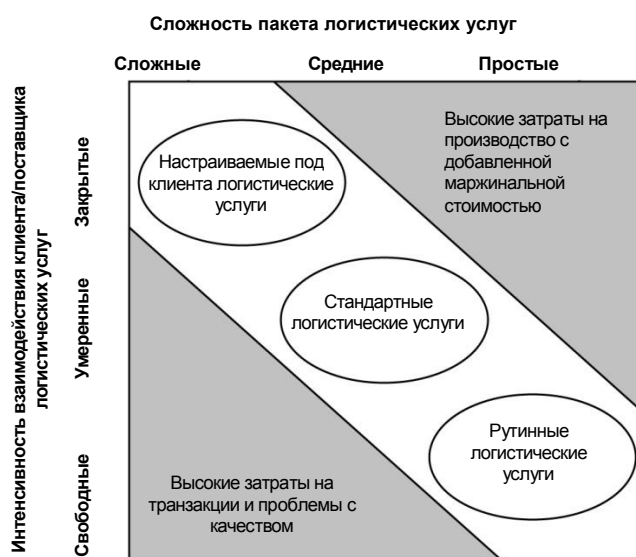 Сложность пакета логистических услуг
Сложные Средние Простые
Интенсивность взаимодействия клиента/поставщика
логистических услуг
Закрытые
Умеренные
Свободные
Настраиваемые под
клиента логистические
услуги
Высокие затраты на
производство с
добавленной
маржинальной
стоимостью
Стандартные
логистические услуги
Рутинные
логистические
услуги
Высокие затраты на
транзакции и проблемы с
качеством